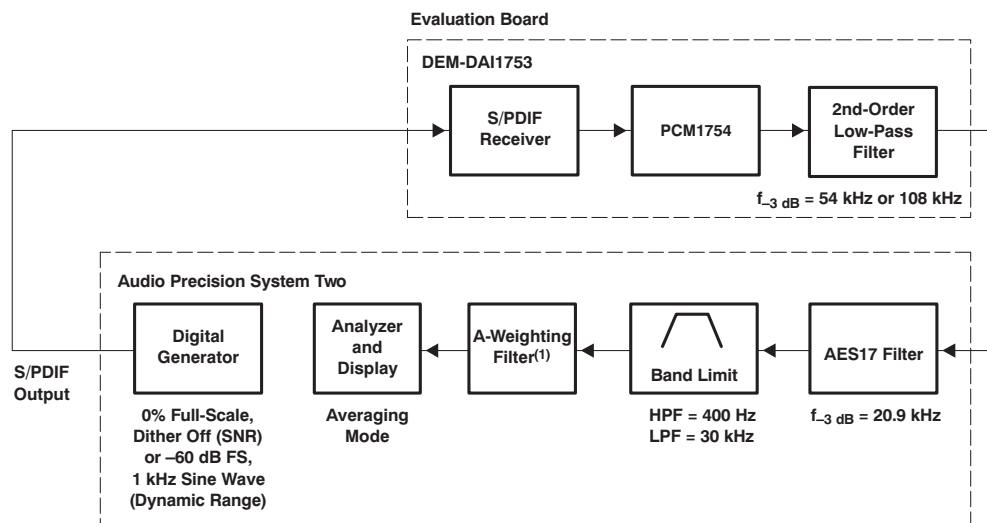 Evaluation Board
DEM-DAI1753
S/PDIF
Receiver
PCM1754
2nd-Order
Low-Pass
Filter
f–3 dB = 54 kHz or 108 kHz
Audio Precision System Two
Digital
Generator
Analyzer
and
Display
A-Weighting
Filter(1)
Band Limit
AES17 Filter
S/PDIF
Output
0% Full-Scale,
Dither Off (SNR)
or –60 dB FS,
1 kHz Sine Wave
(Dynamic Range)
Averaging
Mode
HPF = 400 Hz
LPF = 30 kHz
f–3 dB = 20.9 kHz